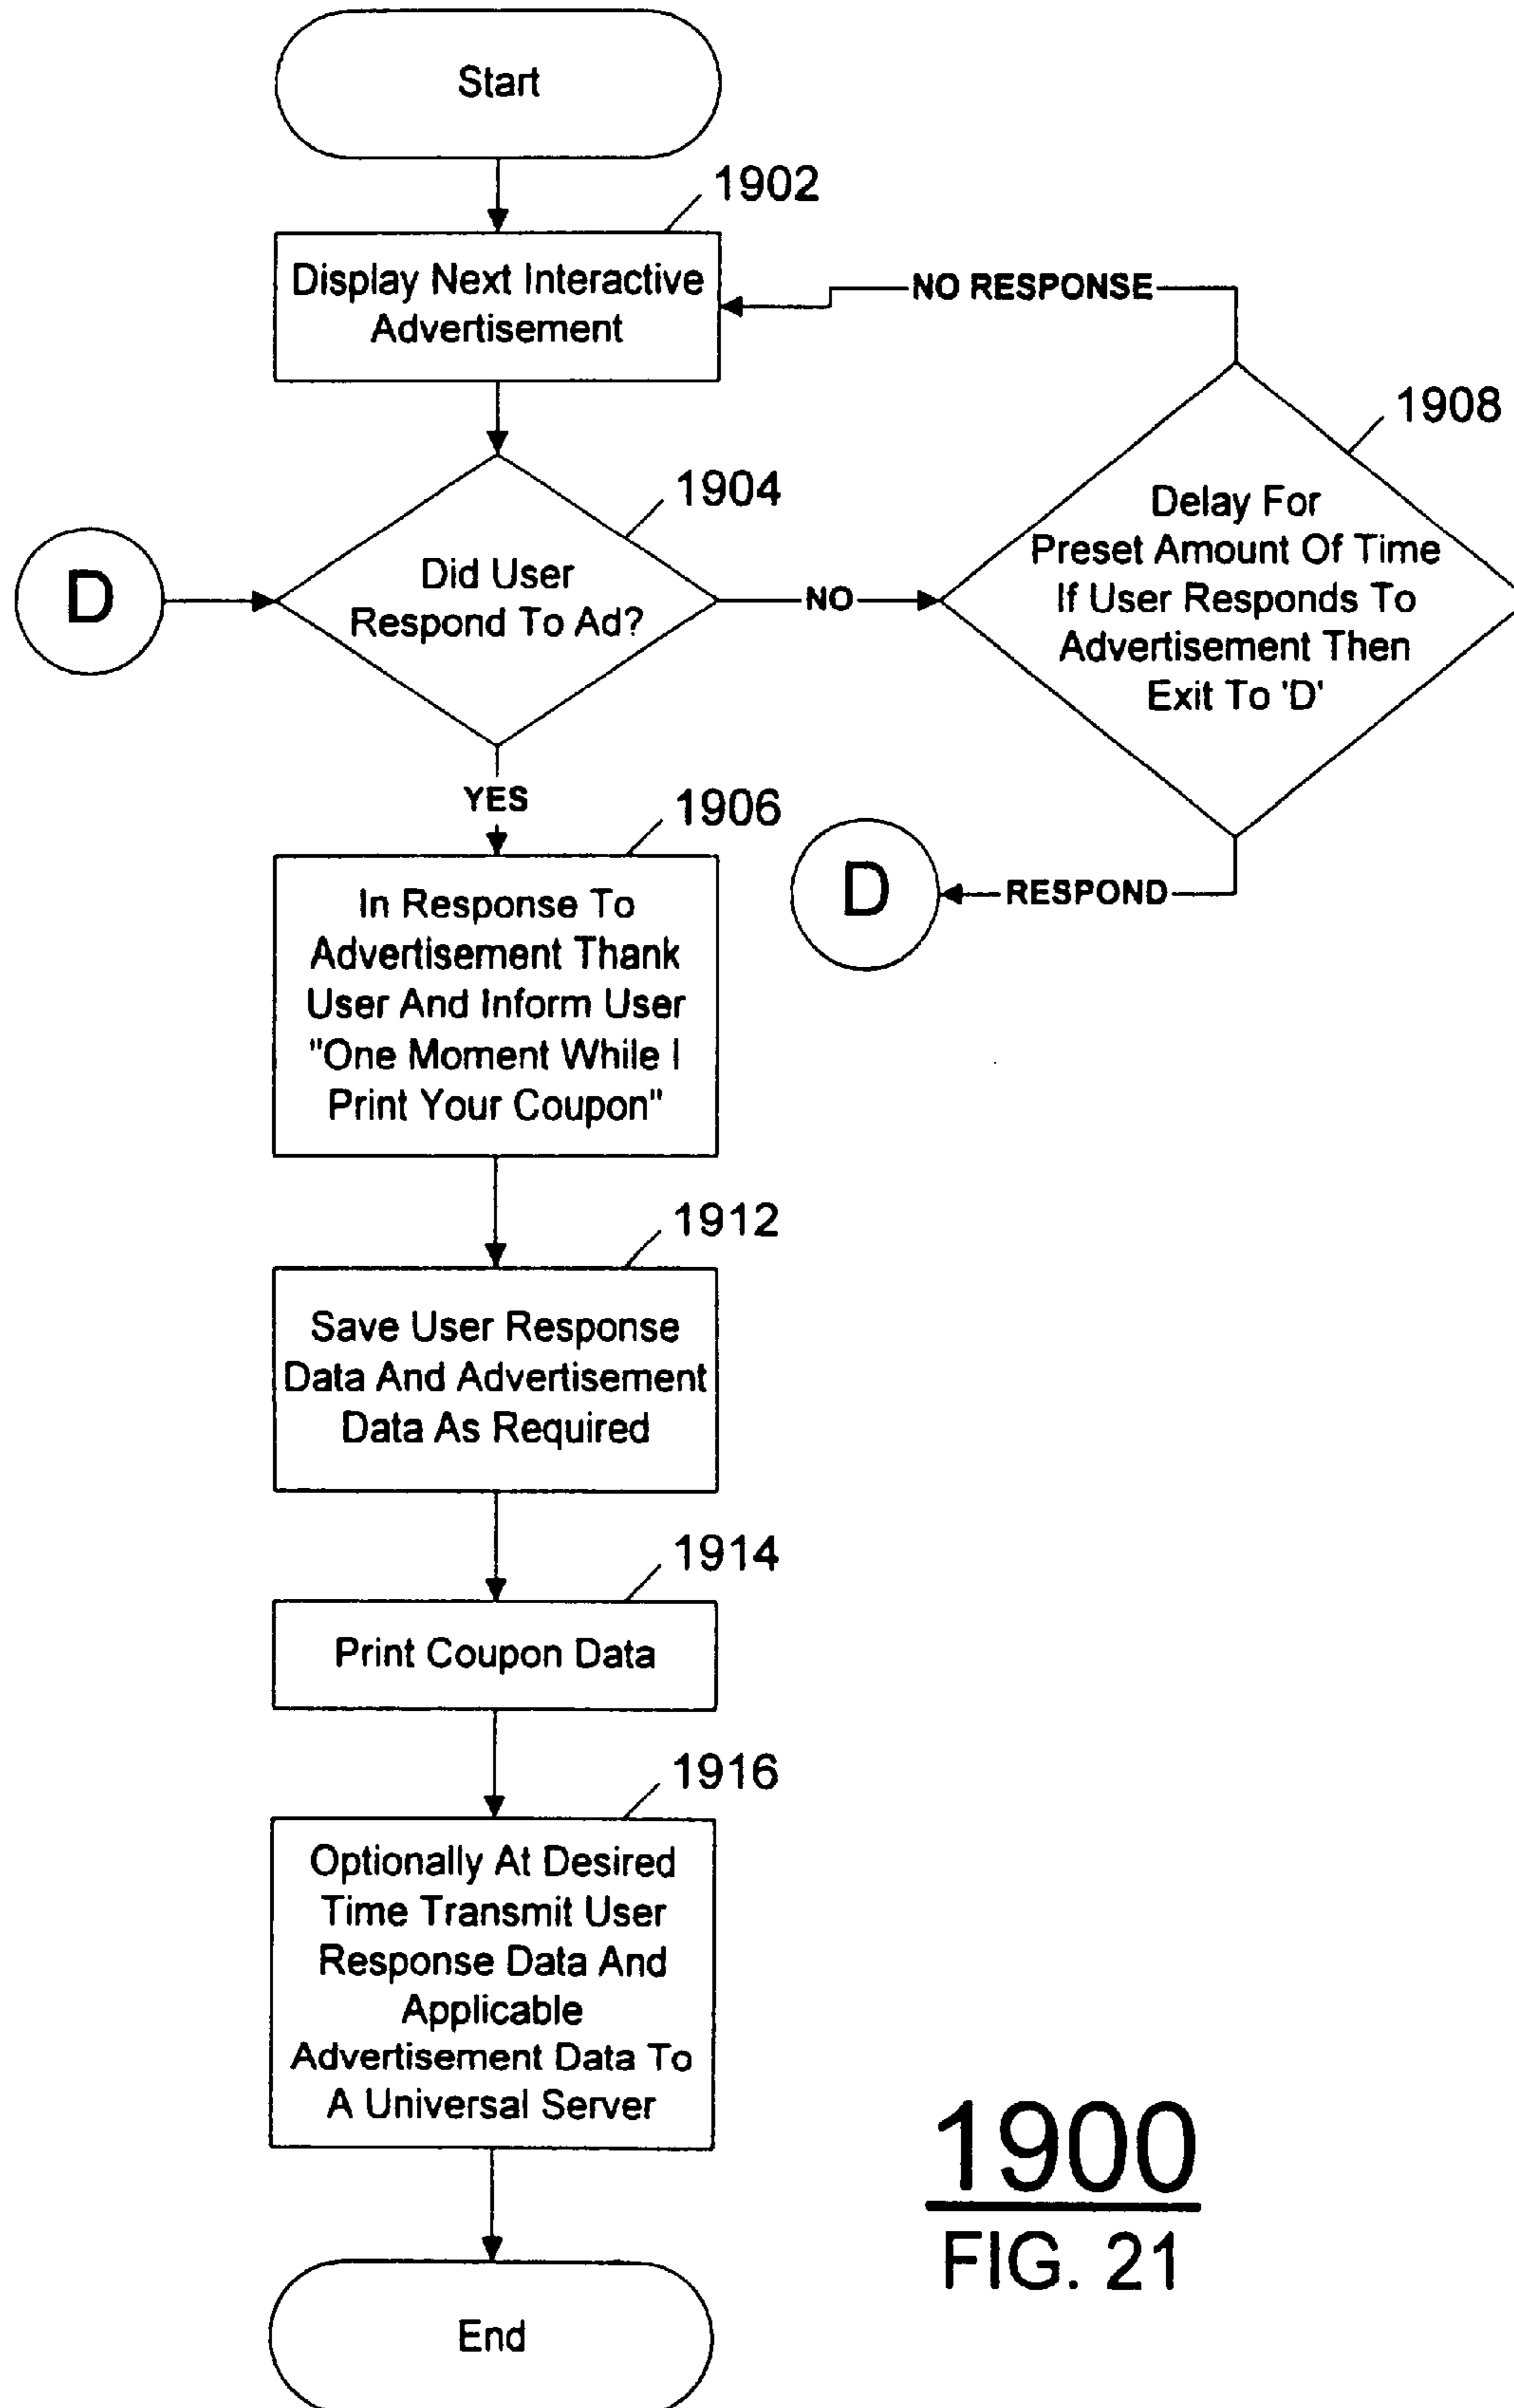 Start
1902
Display Next Interactive
Advertisement
NO RESPONSE
1904
Did User
Respond To Ad?
D
NO
1908
Delay For
Preset Amount Of Time
If User Responds To
Advertisement Then
Exit To 'D'
YES
RESPOND
D
1906
In Response To
Advertisement Thank
User And Inform User
"One Moment While I
Print Your Coupon"
1912
Save User Response
Data And Advertisement
Data As Required
1914
Print Coupon Data
1916
Optionally At Desired
Time Transmit User
Response Data And
Applicable
Advertisement Data To
A Universal Server
End
1900
FIG. 21